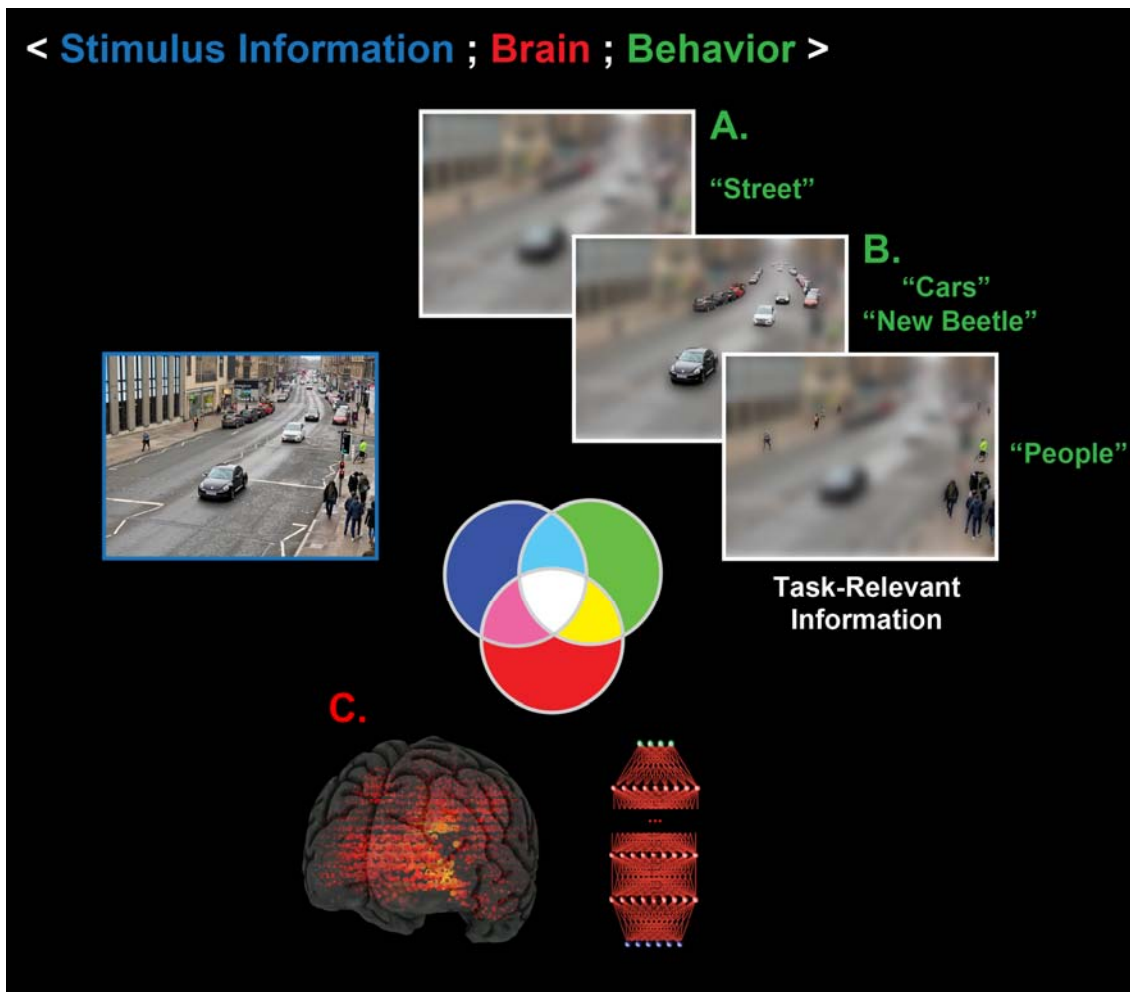 < Stimulus Information ; Brain ; Behavior >
A.
“Street”
B.
“Cars”
“New Beetle”
“People”
Task-Relevant
Information
C.
...